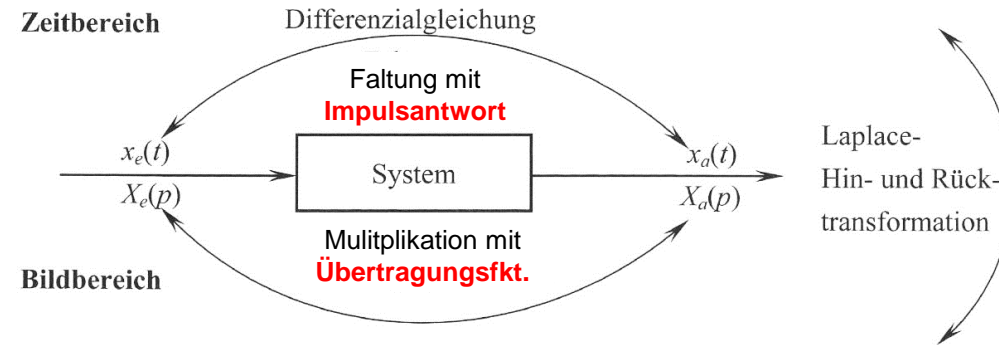 Zeitbereich
Differenzialgleichung
Faltung mit
Impulsantwort
xe(t)
System
xa(t)
Xe(p)
Xa(p)
Mulitplikation mit
Übertragungsfkt.
Bildbereich
Laplace-
Hin- und Rück-
transformation